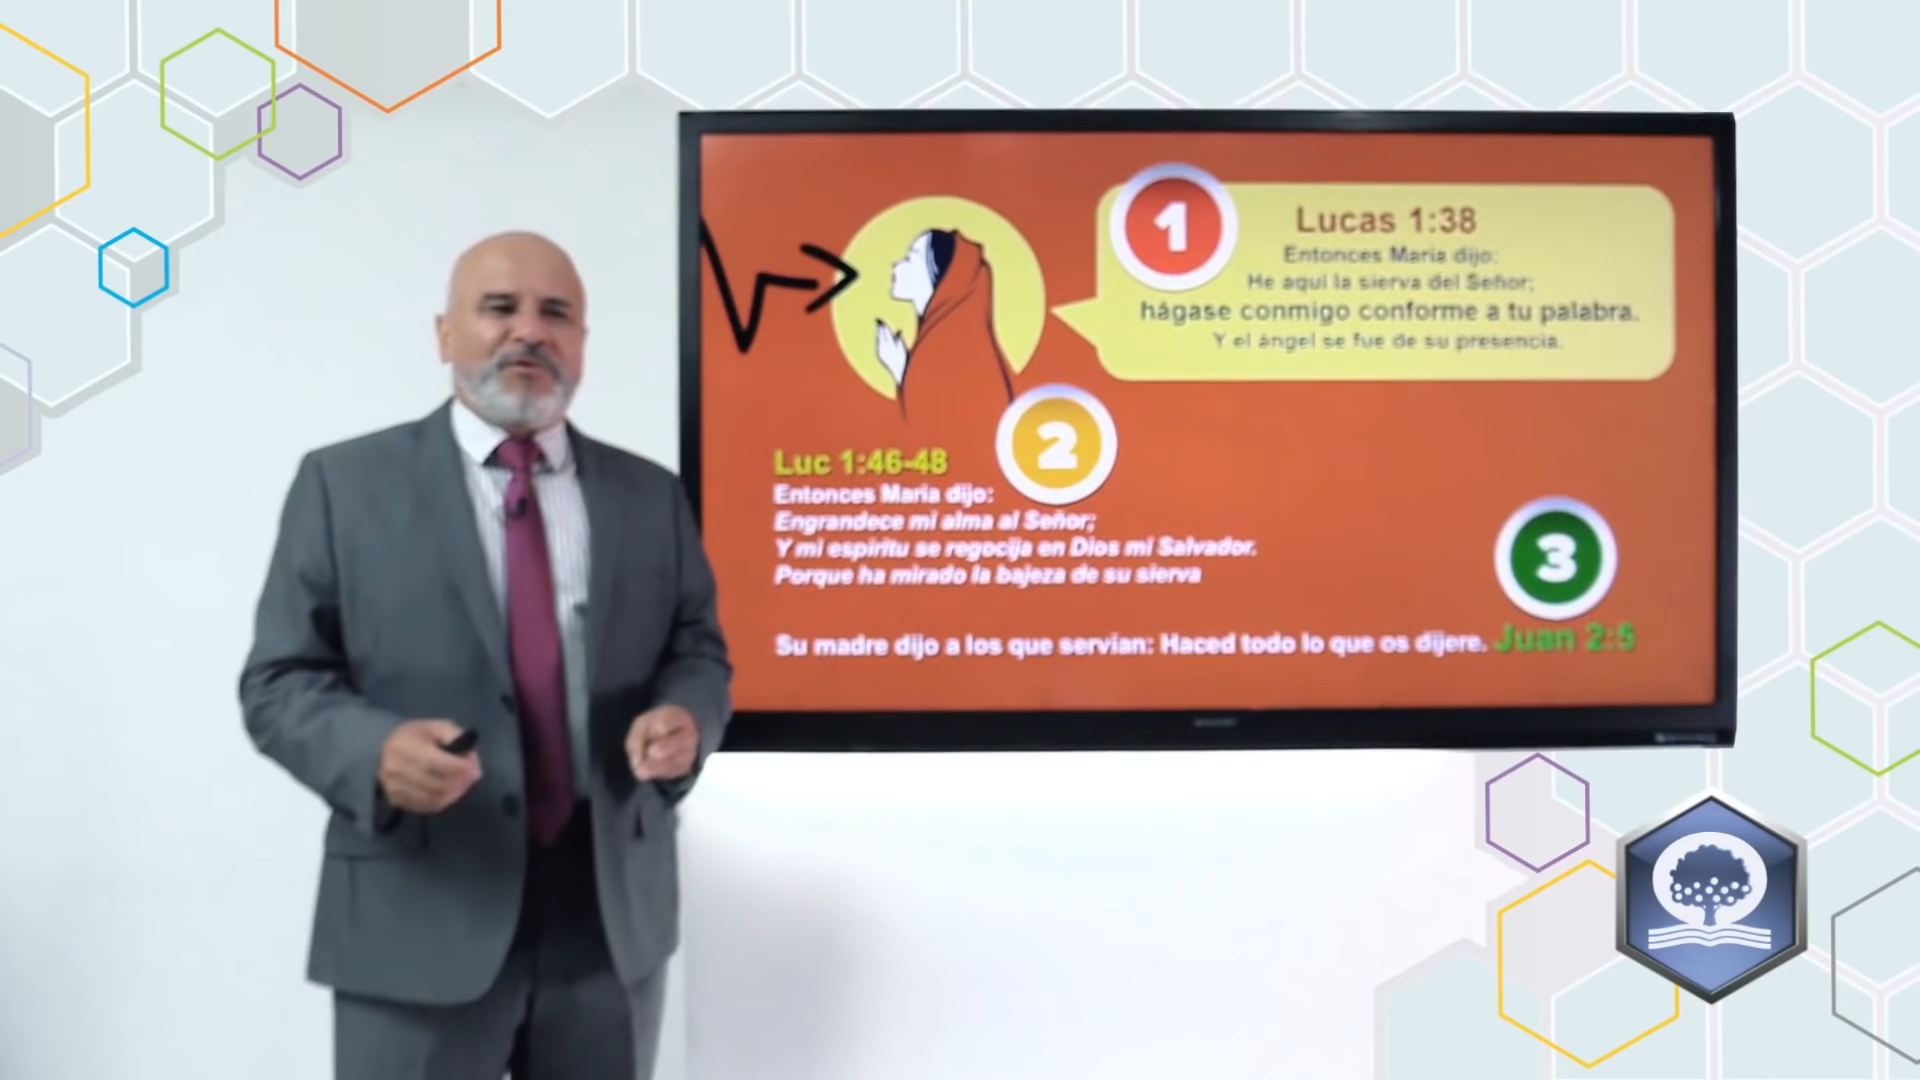 1
Lucas 1:38
Entonces María dijo:
He aquí la sierva del Señor;
hágase conmigo conforme a tu palabra.
Y el ángel se fue de su presencia.
2
Luc 1:46-48
Entonces María dijo:
Engrandece mi alma al Señor;
Y mi espíritu se regocija en Dios mi Salvador.
Porque ha mirado la bajeza de su sierva
3
Su madre dijo a los que servían: Haced todo lo que os dijere. Juan 2:5